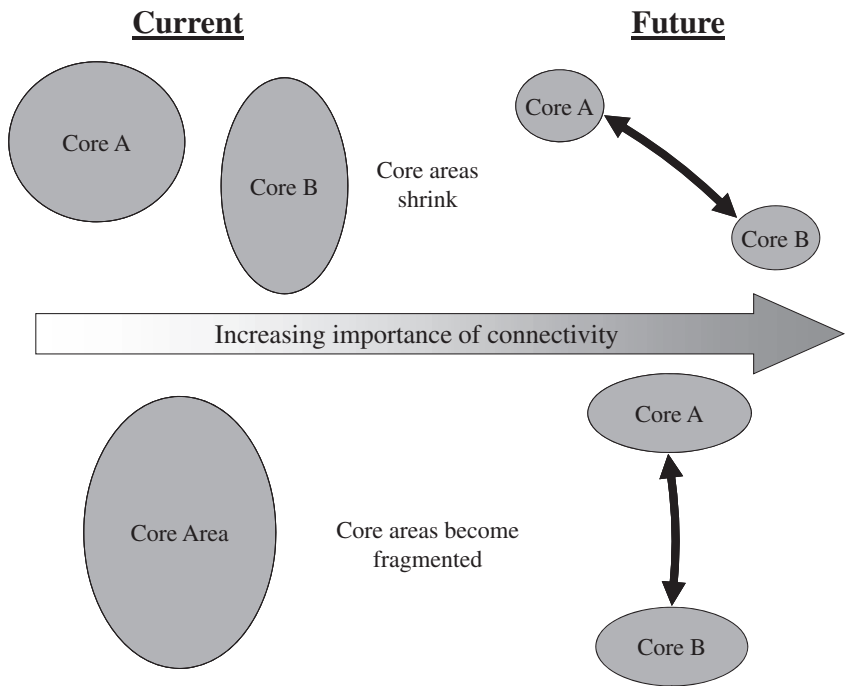 Current
Future
Core A
Core B
Core areas
shrink
Core A
Core B
Increasing importance of connectivity
Core Area
Core areas become
fragmented
Core A
Core B